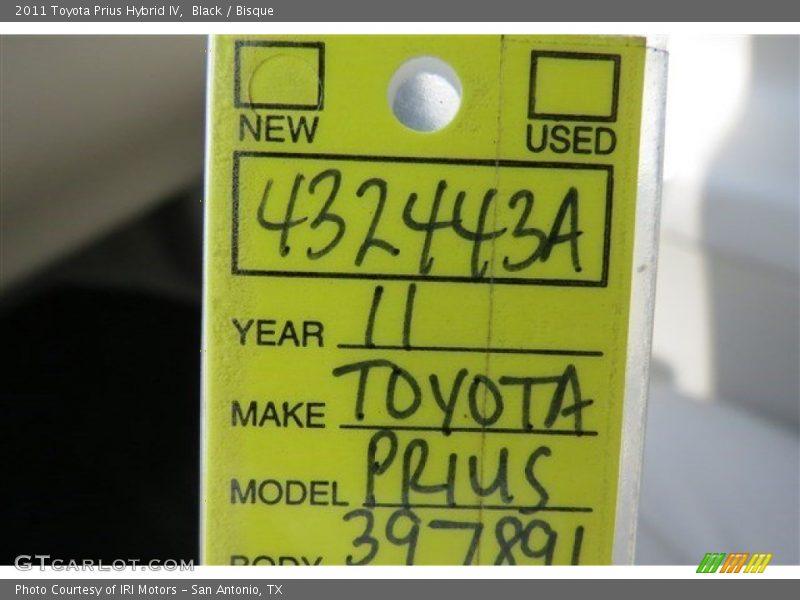 2011 Toyota Prius Hybrid IV, Black / Bisque
NEW USED
432443A
YEAR 11
MAKE TOYOTA
MODEL PRIUS
BODY 397891
GTCARLOT.COM
Photo Courtesy of IRI Motors - San Antonio, TX